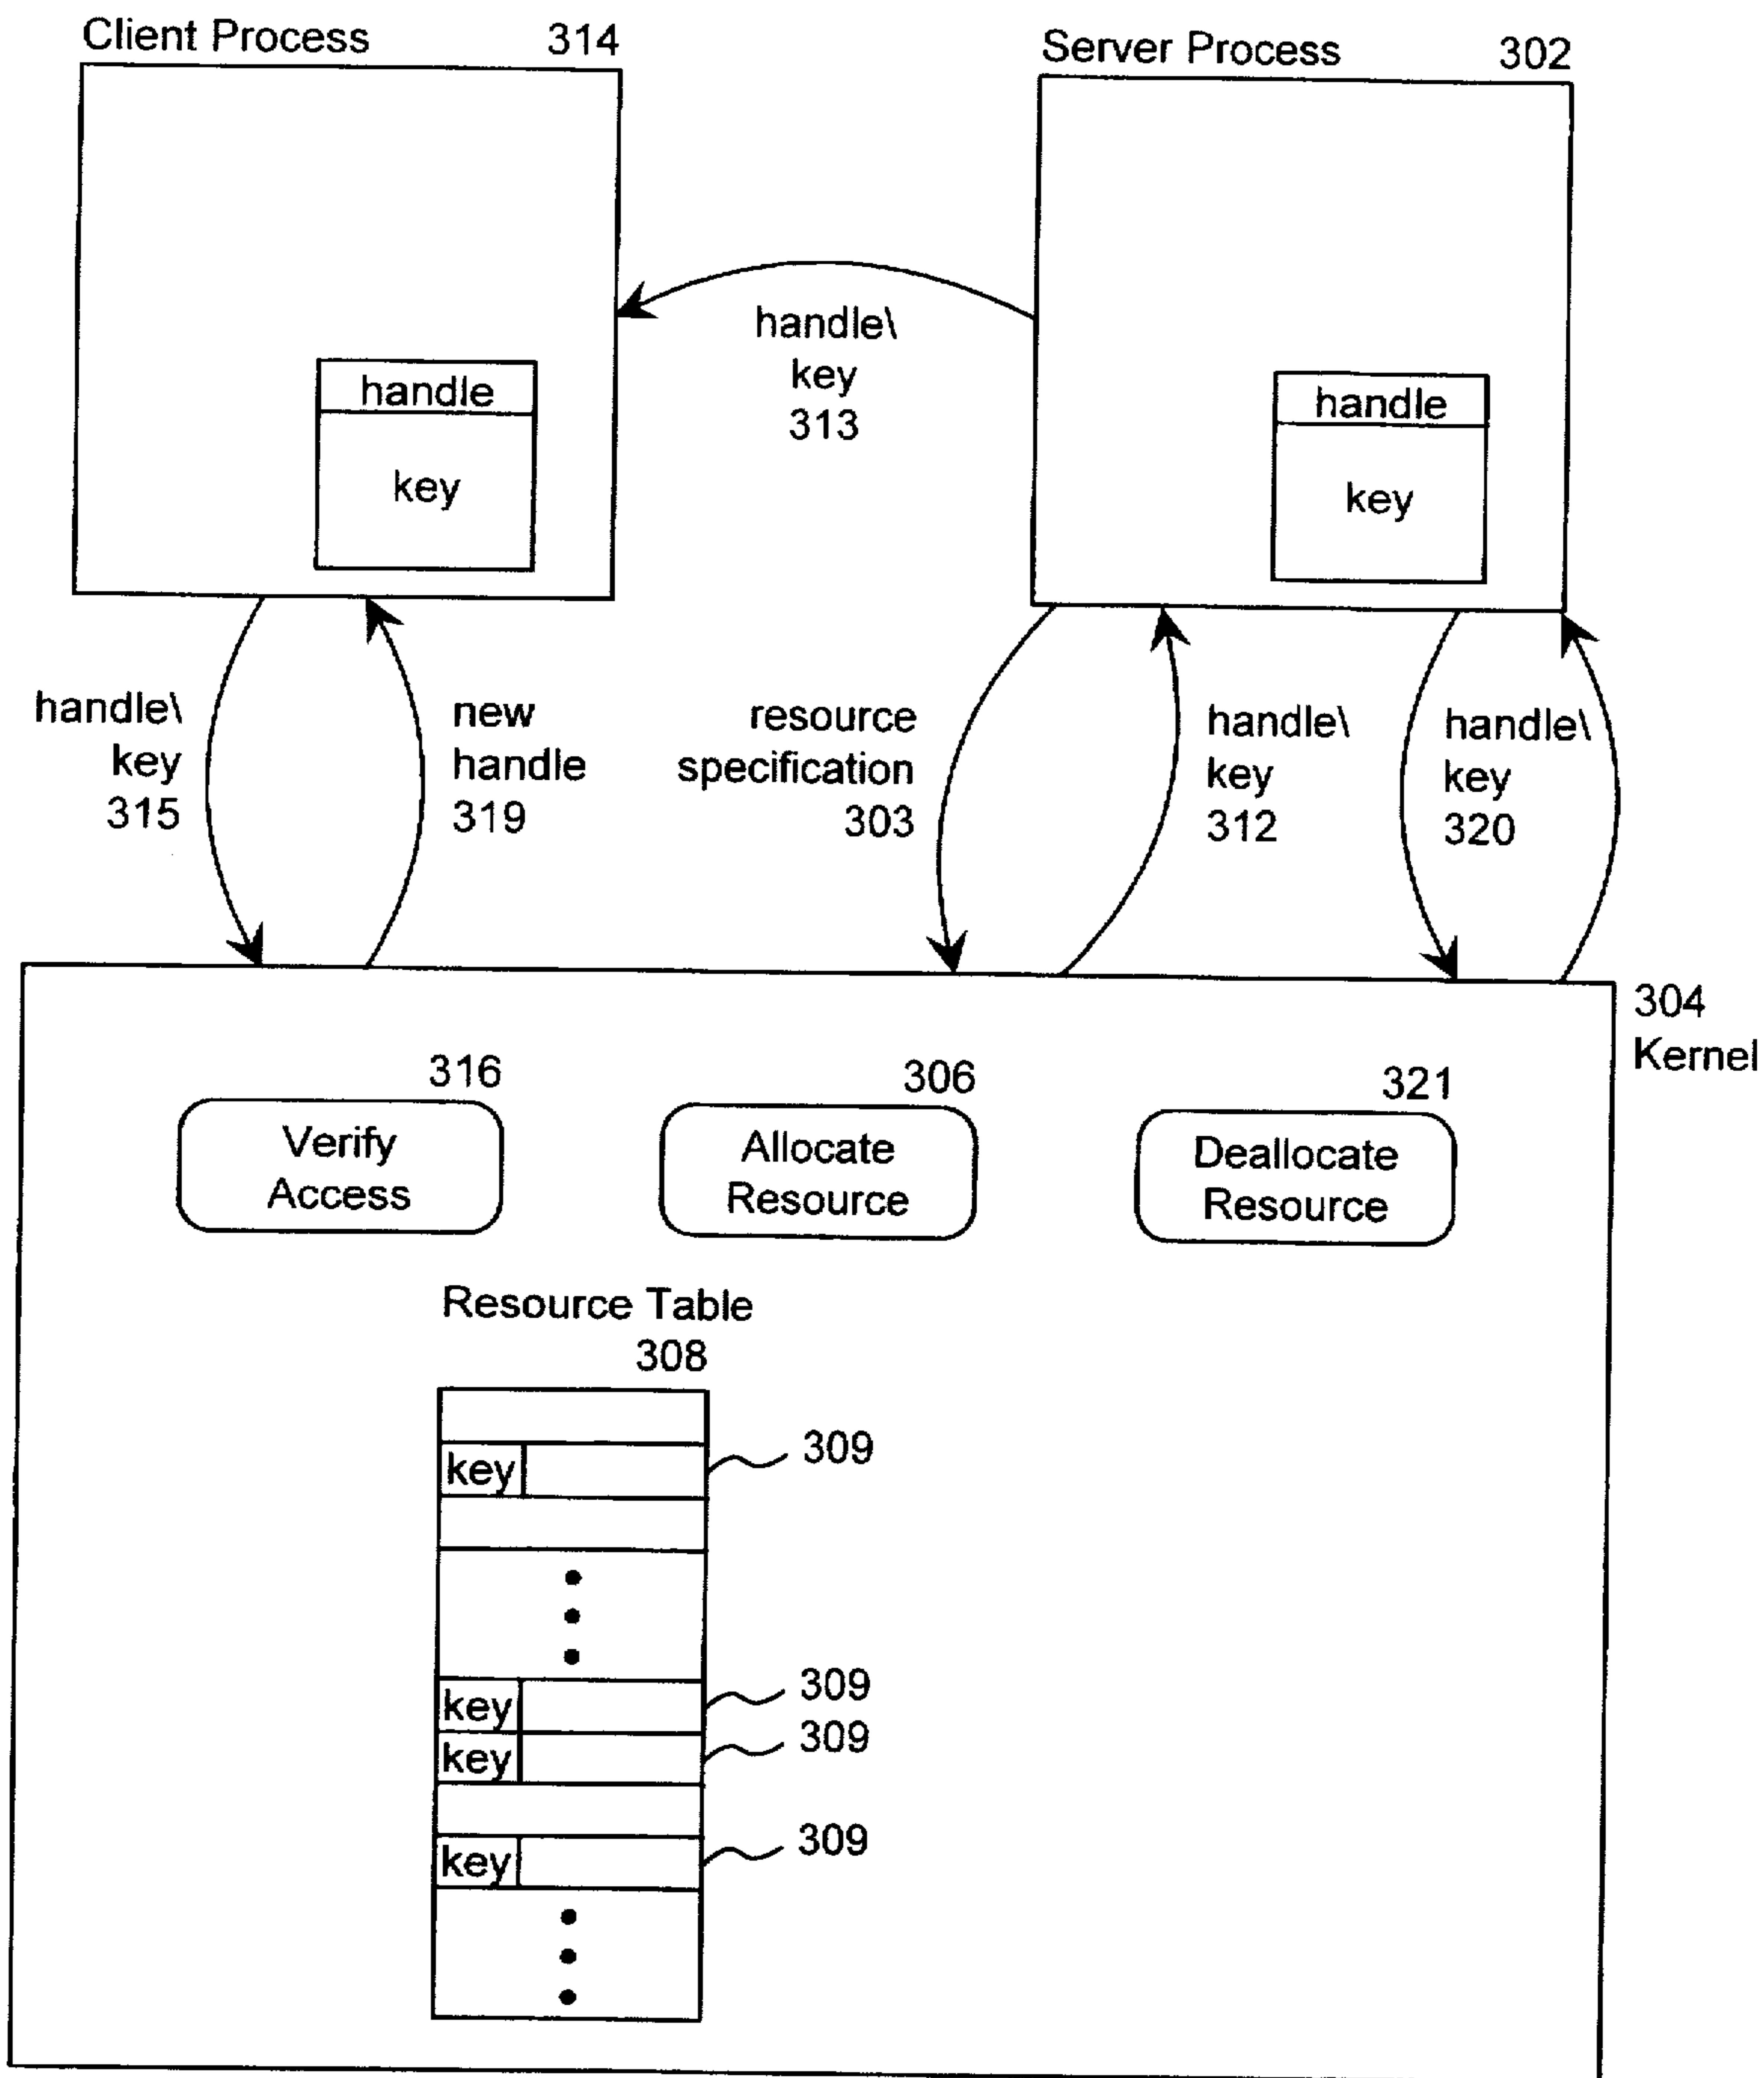 Client Process 314
Server Process 302
handle\
key
313
handle
key
handle
key
handle\
key
315
new
handle
319
resource
specification
303
handle\
key
312
handle\
key
320
304
Kernel
316
Verify
Access
306
Allocate
Resource
321
Deallocate
Resource
Resource Table
308
key 309
key 309
key 309
key 309